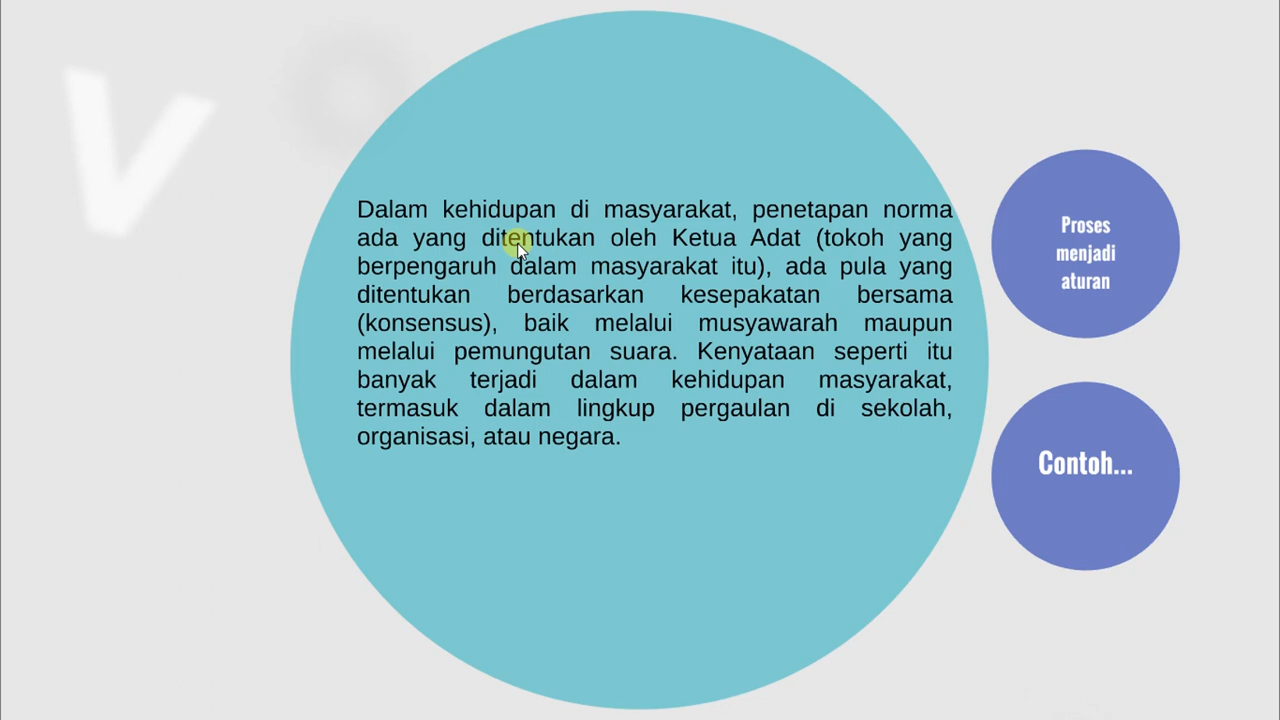 V
Dalam kehidupan di masyarakat, penetapan norma
ada yang ditentukan oleh Ketua Adat (tokoh yang
berpengaruh dalam masyarakat itu), ada pula yang
ditentukan berdasarkan kesepakatan bersama
(konsensus), baik melalui musyawarah maupun
melalui pemungutan suara. Kenyataan seperti itu
banyak terjadi dalam kehidupan masyarakat,
termasuk dalam lingkup pergaulan di sekolah,
organisasi, atau negara.
Proses
menjadi
aturan
Contoh...